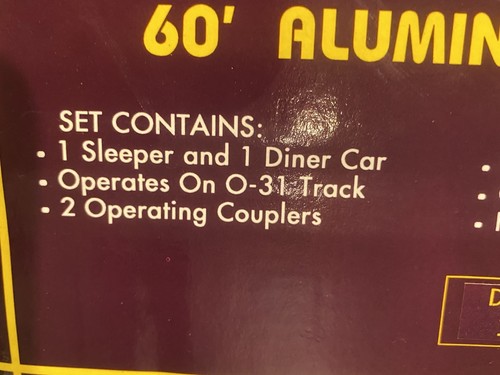 60' ALUMIN
SET CONTAINS:
• 1 Sleeper and 1 Diner Car
• Operates On O-31 Track
• 2 Operating Couplers